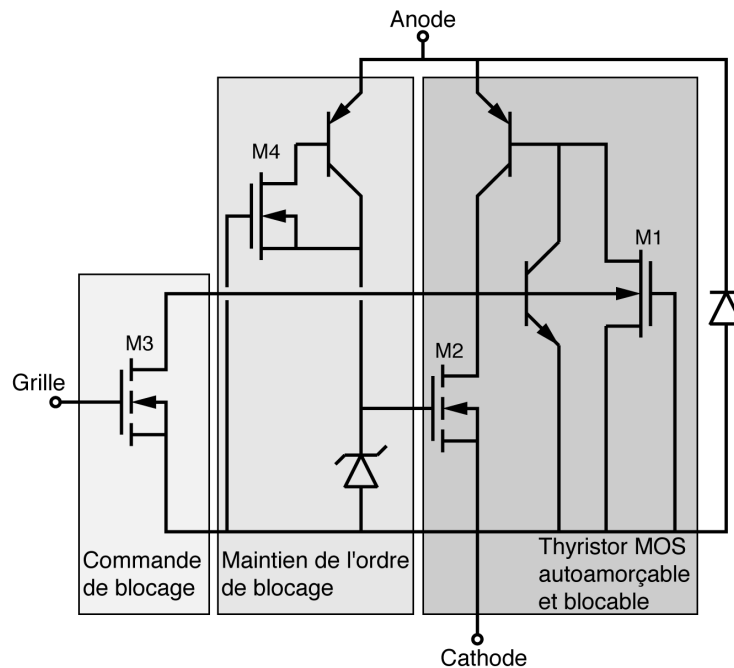 Anode
M4
M1
M3
M2
Grille
Commande
de blocage
Maintien de l'ordre
de blocage
Thyristor MOS
autoamorçable
et blocable
Cathode